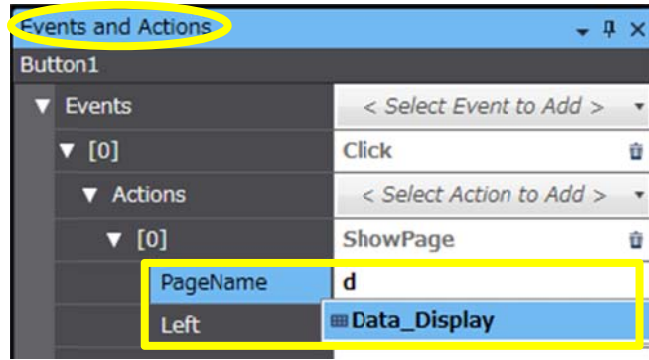 Events and Actions
Button1
Events < Select Event to Add >
[0] Click
Actions < Select Action to Add >
[0] ShowPage
PageName d
Left Data_Display